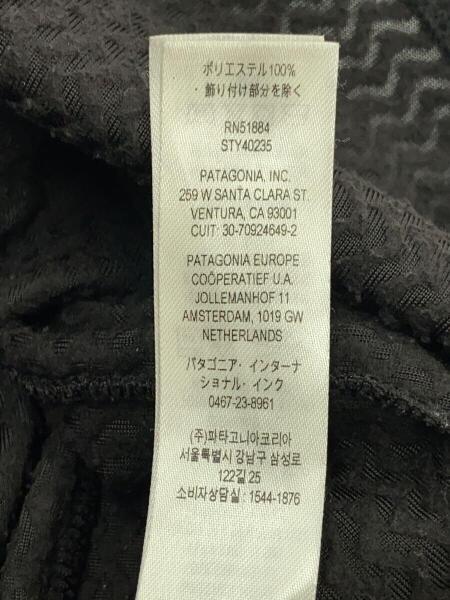 ポリエステル100%
・飾り付け部分を除く
RN51884
STY40235
PATAGONIA, INC.
259 W SANTA CLARA ST.
VENTURA, CA 93001
CUIT: 30-70924649-2
PATAGONIA EUROPE
COÖPERATIEF U.A.
JOLLEMANHOF 11
AMSTERDAM, 1019 GW
NETHERLANDS
パタゴニア・インターナ
ショナル・インク
0467-23-8961
(주)파타고니아코리아
서울특별시 강남구 삼성로
122길 25
소비자상담실 : 1544-1876